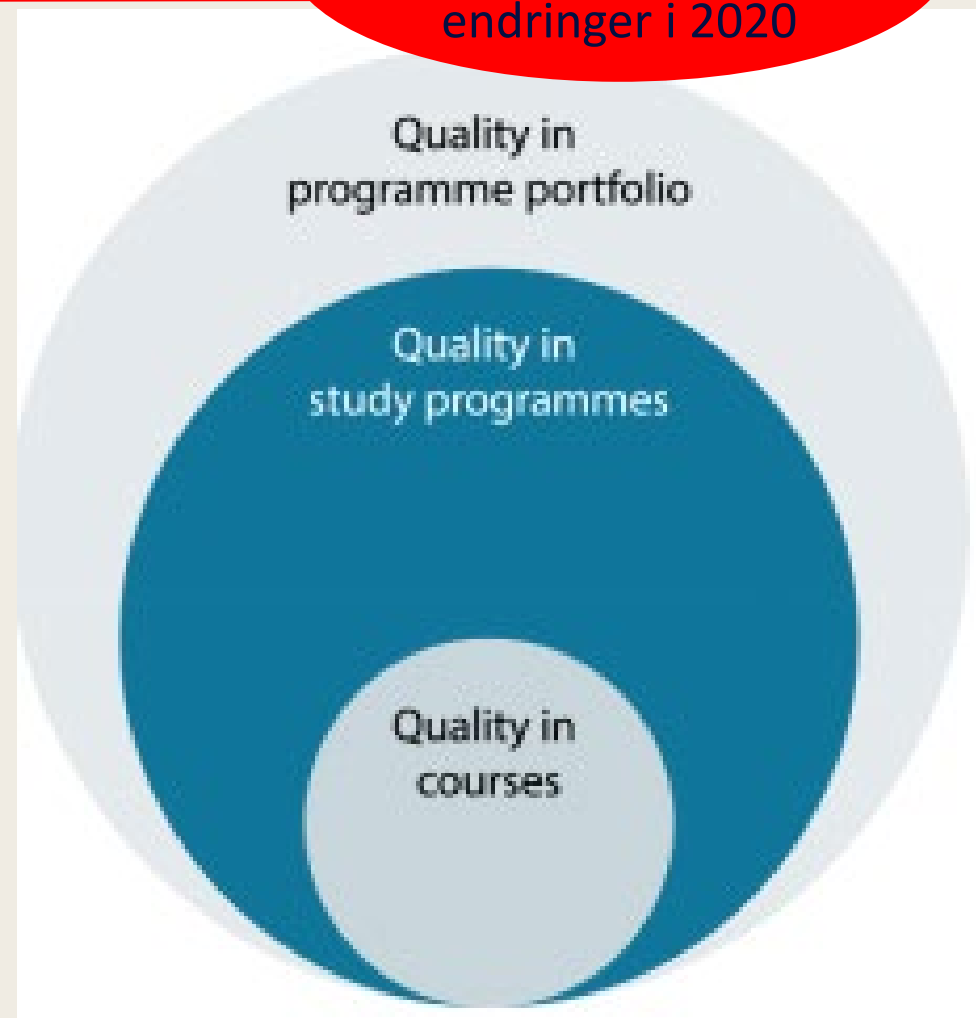 endringer i 2020
Quality in
programme portfolio
Quality in
study programmes
Quality in
courses